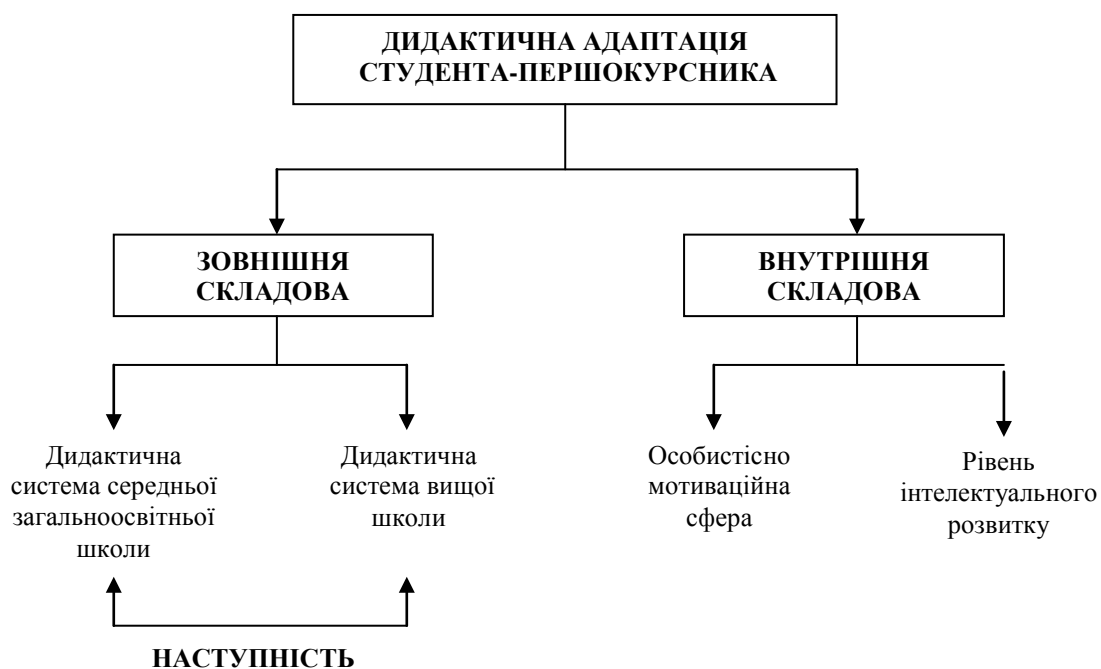 ДИДАКТИЧНА АДАПТАЦІЯ
СТУДЕНТА-ПЕРШОКУРСНИКА
ЗОВНІШНЯ
СКЛАДОВА
ВНУТРІШНЯ
СКЛАДОВА
Дидактична
система середньої
загальноосвітньої
школи
Дидактична
система вищої
школи
Особистісно
мотиваційна
сфера
Рівень
інтелектуального
розвитку
НАСТУПНІСТЬ